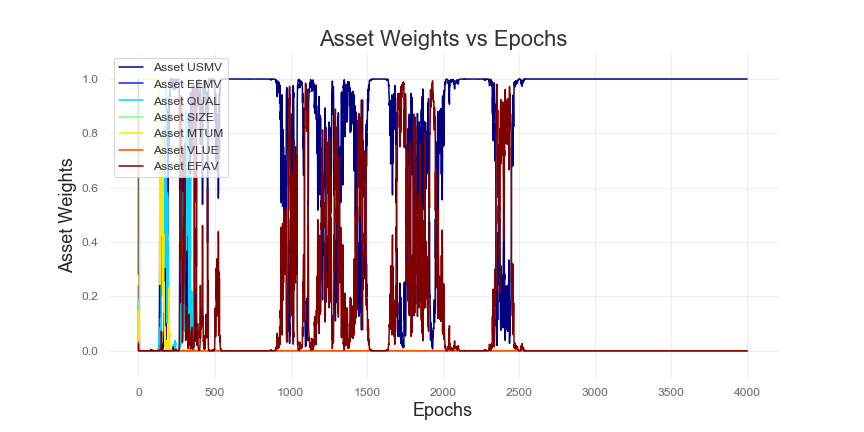 Asset Weights vs Epochs
Asset USMV
Asset EEMV
Asset QUAL
Asset SIZE
Asset MTUM
Asset VLUE
Asset EFAV
Asset Weights
1.0
0.8
0.6
0.4
0.2
0.0
0 500 1000 1500 2000 2500 3000 3500 4000
Epochs